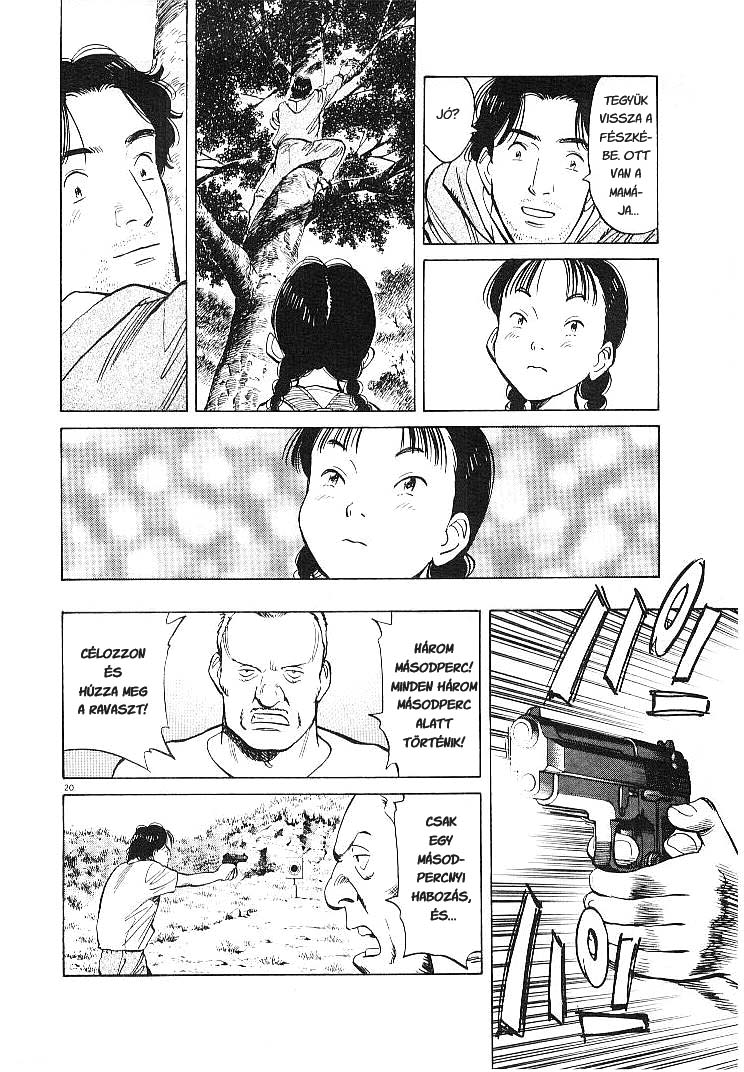 TEGYÜK
VISSZA A
FÉSZKÉ-
BE. OTT
VAN A
MAMÁ-
JA...
JÓ?
HÁROM
MÁSODPERC!
MINDEN HÁROM
MÁSODPERC
ALATT
TÖRTÉNIK!
CÉLOZZON
ÉS
HÚZZA MEG
A RAVASZT!
CSAK
EGY
MÁSOD-
PERCNYI
HABOZÁS,
ÉS...
20